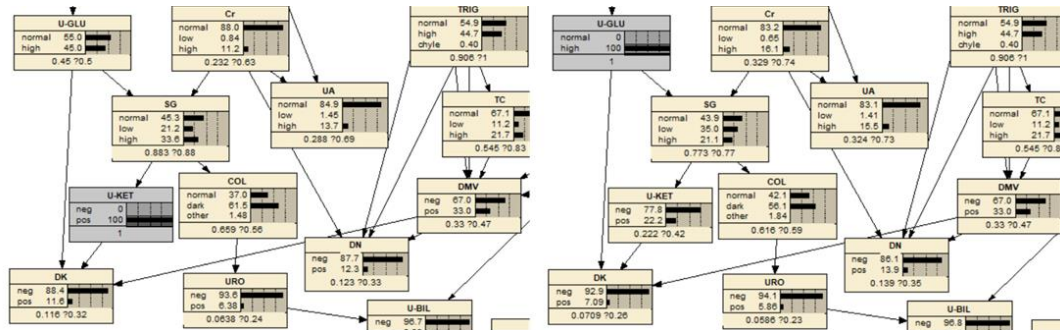 U-GLU
normal 55.0
high 45.0
0.45 ?0.5
Cr
normal 88.0
low 0.84
high 11.2
0.232 ?0.63
TRIG
normal 54.9
high 44.7
chyle 0.40
0.906 ?1
SG
normal 45.3
low 21.2
high 33.6
0.883 ?0.88
UA
normal 84.9
low 1.45
high 13.7
0.288 ?0.69
TC
normal 67.1
low 11.2
high 21.7
0.545 ?0.83
U-KET
neg 0
pos 100
1
COL
normal 37.0
dark 61.5
other 1.48
0.659 ?0.56
DMV
neg 67.0
pos 33.0
0.33 ?0.47
DN
neg 87.7
pos 12.3
0.123 ?0.33
DK
neg 88.4
pos 11.6
0.116 ?0.32
URO
neg 93.6
pos 6.38
0.0638 ?0.24
U-BIL
neg 96.7
U-GLU
normal 0
high 100
1
Cr
normal 83.2
low 0.65
high 16.1
0.329 ?0.74
TRIG
normal 54.9
high 44.7
chyle 0.40
0.906 ?1
SG
normal 43.9
low 35.0
high 21.1
0.773 ?0.77
UA
normal 83.1
low 1.41
high 15.5
0.324 ?0.73
TC
normal 67.1
low 11.2
high 21.7
0.545 ?0.8
U-KET
neg 77.8
pos 22.2
0.222 ?0.42
COL
normal 42.1
dark 56.1
other 1.84
0.616 ?0.59
DMV
neg 67.0
pos 33.0
0.33 ?0.47
DN
neg 86.1
pos 13.9
0.139 ?0.35
DK
neg 92.9
pos 7.09
0.0709 ?0.26
URO
neg 94.1
pos 5.86
0.0586 ?0.23
U-BIL
neg 96.8